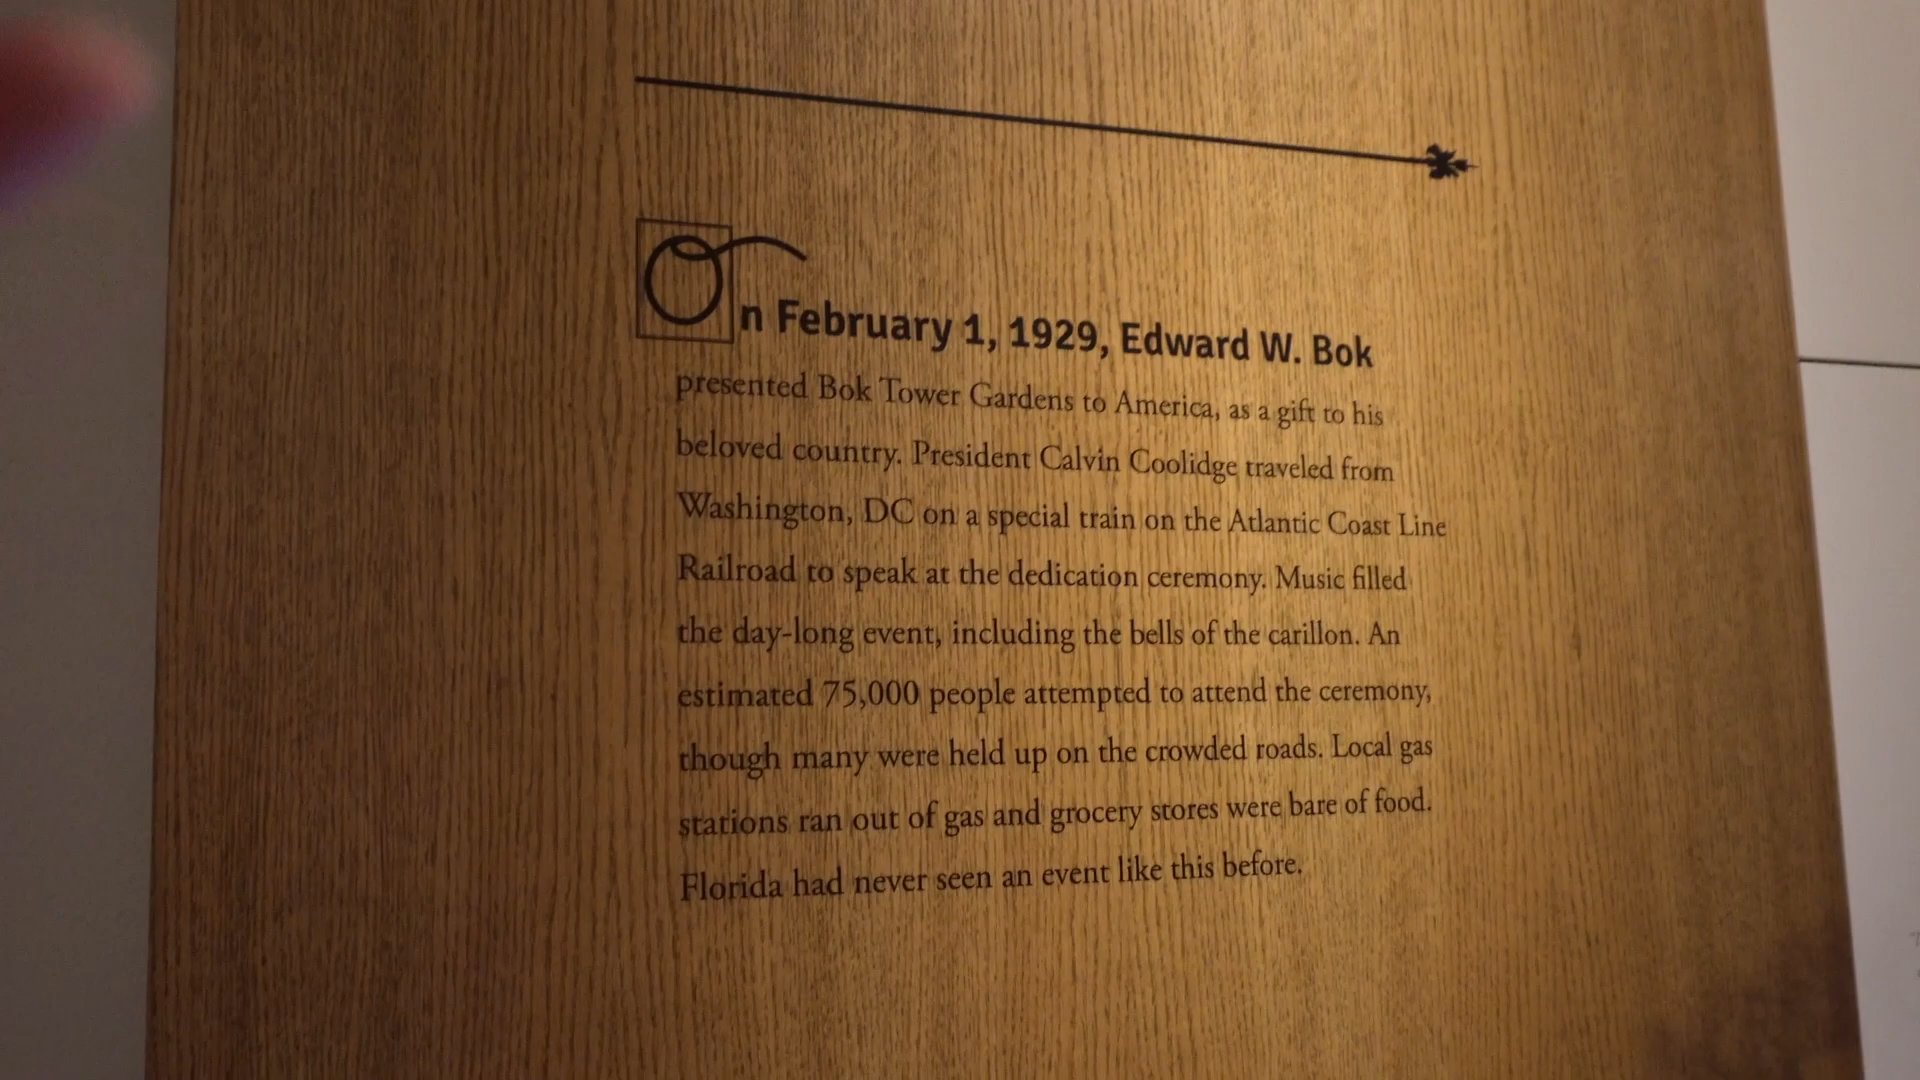 On February 1, 1929, Edward W. Bok
presented Bok Tower Gardens to America, as a gift to his
beloved country. President Calvin Coolidge traveled from
Washington, DC on a special train on the Atlantic Coast Line
Railroad to speak at the dedication ceremony. Music filled
the day-long event, including the bells of the carillon. An
estimated 75,000 people attempted to attend the ceremony,
though many were held up on the crowded roads. Local gas
stations ran out of gas and grocery stores were bare of food.
Florida had never seen an event like this before.